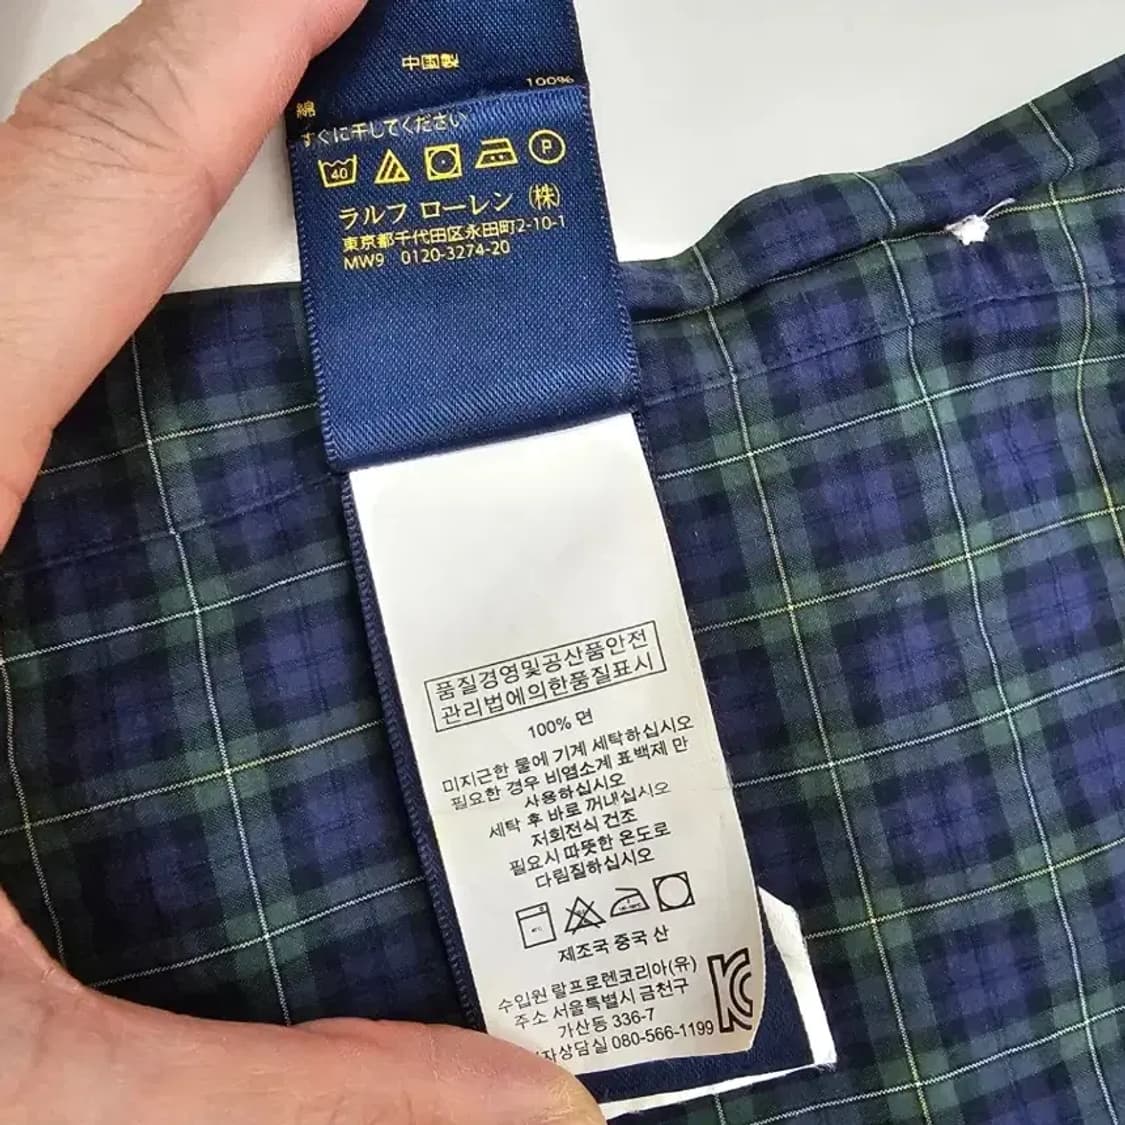 中国製
100%
綿
すぐに干してください
40
P
ラルフ ローレン (株)
東京都千代田区永田町2-10-1
MW9 0120-3274-20
품질경영및공산품안전
관리법에의한품질표시
100% 면
미지근한 물에 기계 세탁하십시오
필요한 경우 비염소계 표백제 만
사용하십시오
세탁 후 바로 꺼내십시오
저회전식 건조
필요시 따뜻한 온도로
다림질하십시오
제조국 중국 산
수입원 랄프로렌코리아(유)
주소 서울특별시 금천구
가산동 336-7
자상담실 080-566-1199